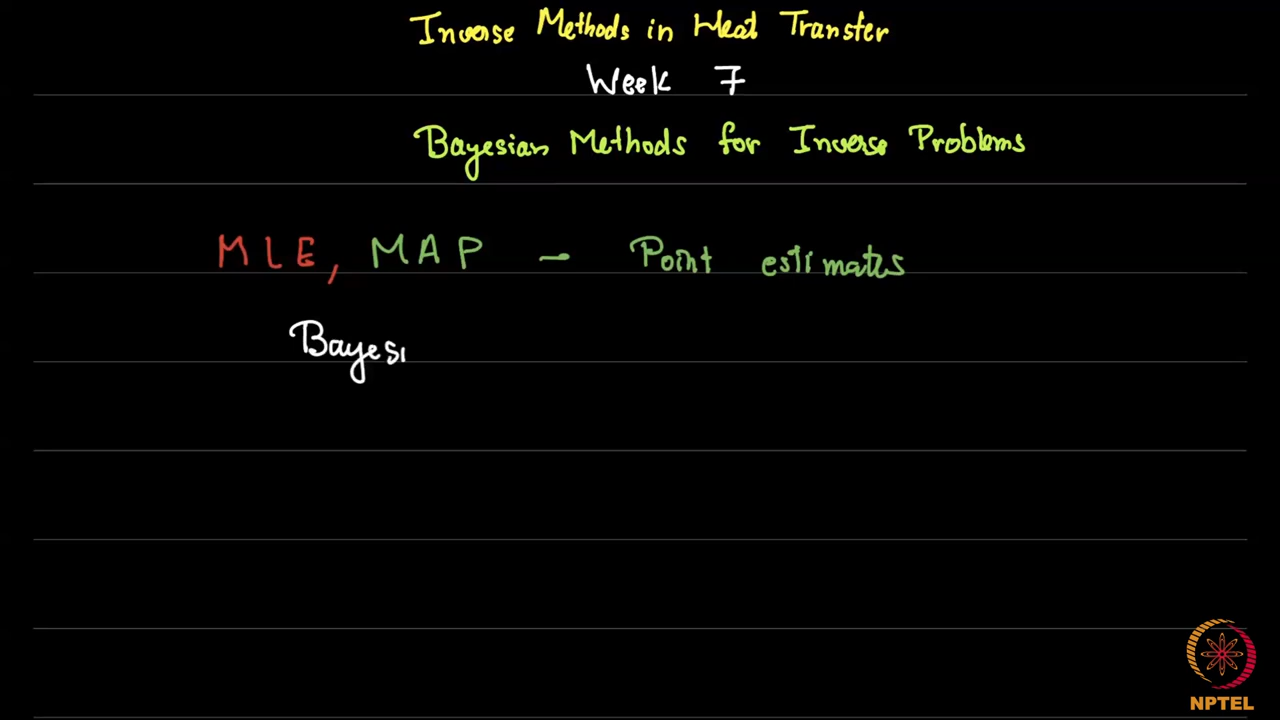 Inverse Methods in Heat Transfer
Week 7
Bayesian Methods for Inverse Problems
MLE, MAP - Point estimates
Bayesi
NPTEL